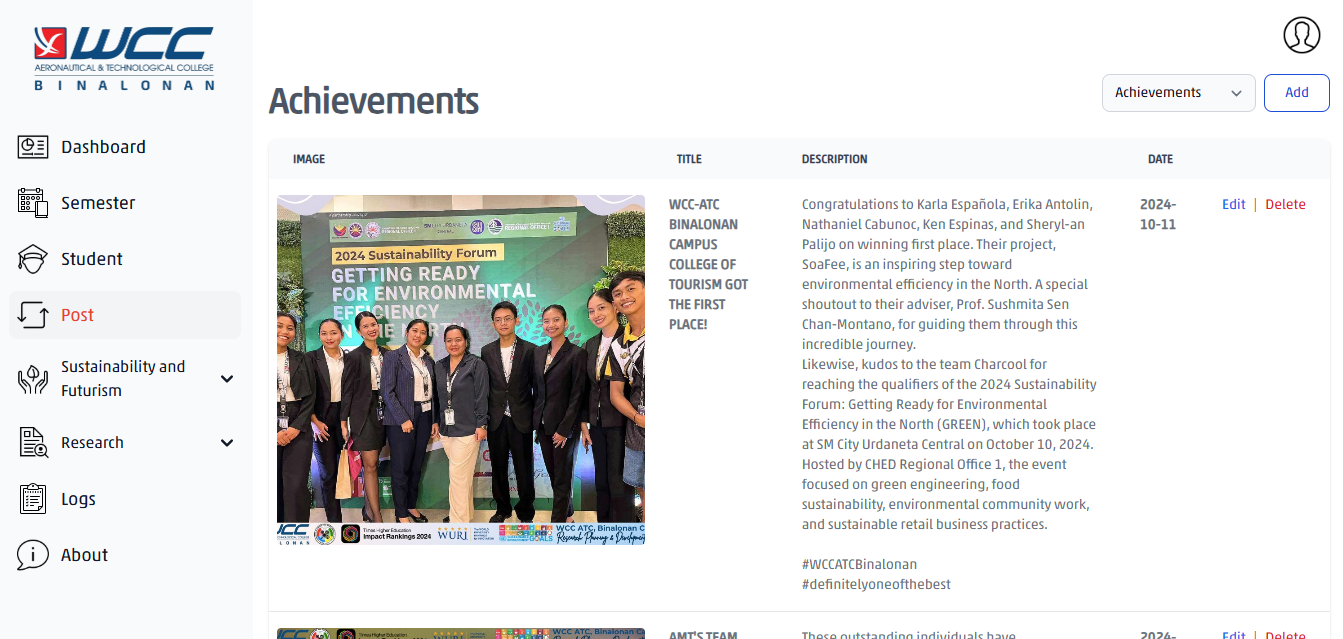 WCC
AERONAUTICAL & TECHNOLOGICAL COLLEGE
BINALONAN
Dashboard
Semester
Student
Post
Sustainability and
Futurism
Research
Logs
About
Achievements
Achievements
Add
IMAGE
TITLE
DESCRIPTION
DATE
2024 Sustainability Forum
GETTING READY
FOR ENVIRONMENTAL
EFFICIENCY
IN THE NORTH
Times Higher Education
Impact Rankings 2024
WURI
GOALS
WCC ATC, Binalonan C
Research Planning & Developmen
WCC-ATC
BINALONAN
CAMPUS
COLLEGE OF
TOURISM GOT
THE FIRST
PLACE!
Congratulations to Karla Española, Erika Antolin,
Nathaniel Cabunoc, Ken Espinas, and Sheryl-an
Palijo on winning first place. Their project,
SoaFee, is an inspiring step toward
environmental efficiency in the North. A special
shoutout to their adviser, Prof. Sushmita Sen
Chan-Montano, for guiding them through this
incredible journey.
Likewise, kudos to the team Charcool for
reaching the qualifiers of the 2024 Sustainability
Forum: Getting Ready for Environmental
Efficiency in the North (GREEN), which took place
at SM City Urdaneta Central on October 10, 2024.
Hosted by CHED Regional Office 1, the event
focused on green engineering, food
sustainability, environmental community work,
and sustainable retail business practices.
#WCCATCBinalonan
#definitelyoneofthebest
2024-
10-11
Edit | Delete
AMT'S TEAM
These outstanding individuals have
2024-
Edit | Delete